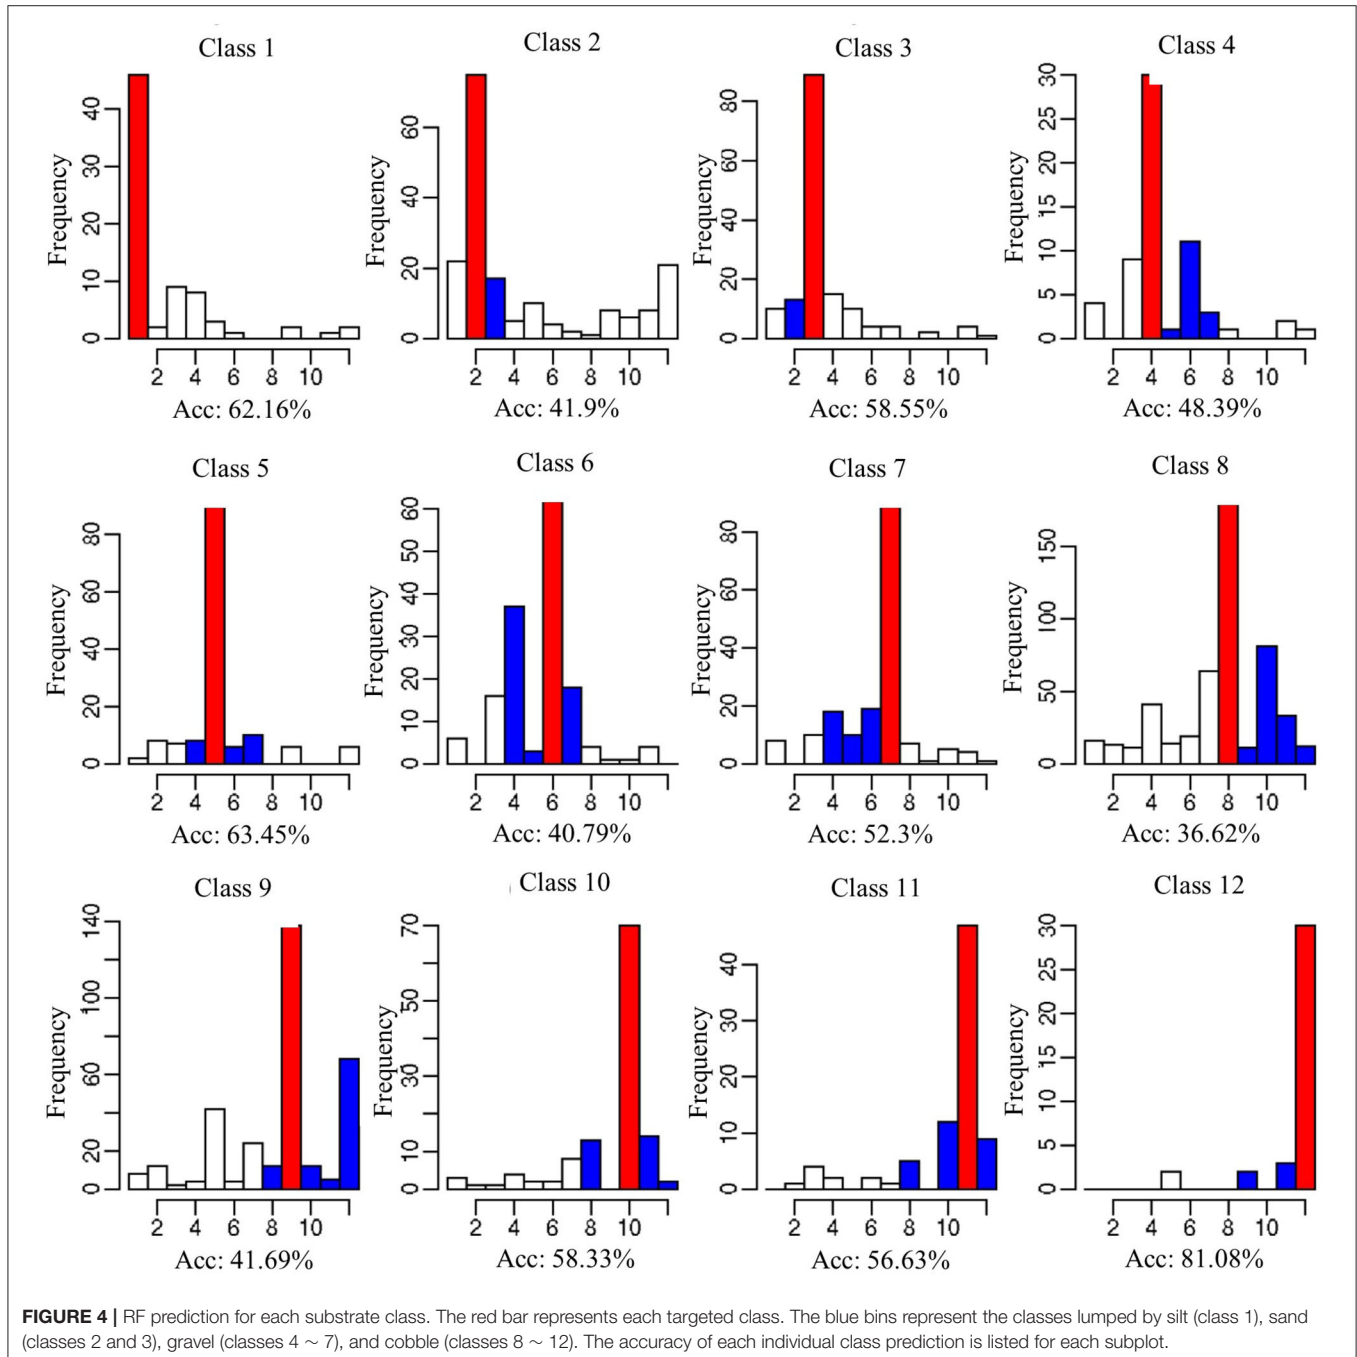 Class 1
Class 2
Class 3
Class 4
Frequency
0 10 20 30 40
2 4 6 8 10
Acc: 62.16%
Frequency
0 20 40 60
2 4 6 8 10
Acc: 41.9%
Frequency
0 20 40 60 80
2 4 6 8 10
Acc: 58.55%
Frequency
0 5 10 15 20 25 30
2 4 6 8 10
Acc: 48.39%
Class 5
Class 6
Class 7
Class 8
Frequency
0 20 40 60 80
2 4 6 8 10
Acc: 63.45%
Frequency
0 10 20 30 40 50 60
2 4 6 8 10
Acc: 40.79%
Frequency
0 20 40 60 80
2 4 6 8 10
Acc: 52.3%
Frequency
0 50 100 150
2 4 6 8 10
Acc: 36.62%
Class 9
Class 10
Class 11
Class 12
Frequency
0 20 60 100 140
2 4 6 8 10
Acc: 41.69%
Frequency
0 10 30 50 70
2 4 6 8 10
Acc: 58.33%
Frequency
0 10 20 30 40
2 4 6 8 10
Acc: 56.63%
Frequency
0 5 10 15 20 25 30
2 4 6 8 10
Acc: 81.08%
FIGURE 4 | RF prediction for each substrate class. The red bar represents each targeted class. The blue bins represent the classes lumped by silt (class 1), sand
(classes 2 and 3), gravel (classes 4 ∼ 7), and cobble (classes 8 ∼ 12). The accuracy of each individual class prediction is listed for each subplot.